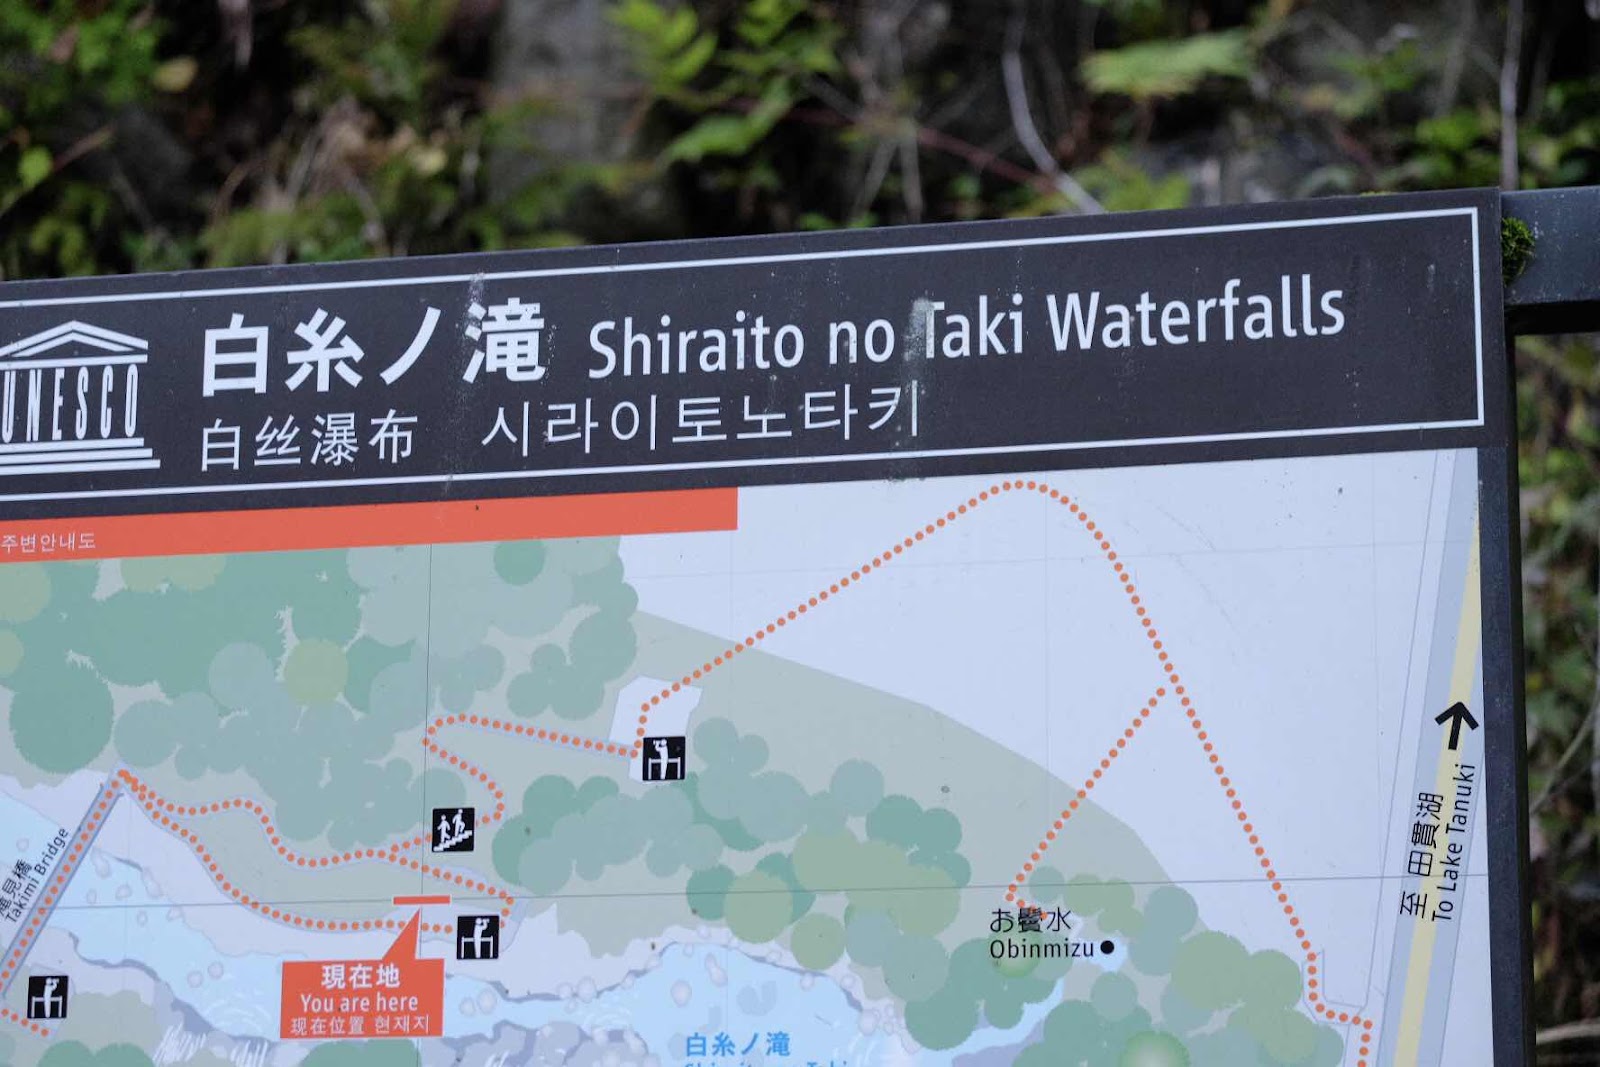 UNESCO
白糸ノ滝 Shiraito no Taki Waterfalls
白丝瀑布 시라이토노타키
주변안내도
滝見橋
Takimi Bridge
現在地
You are here
现在位置 현재지
お鬢水
Obinmizu
至 田貫湖
To Lake Tanuki
白糸ノ滝